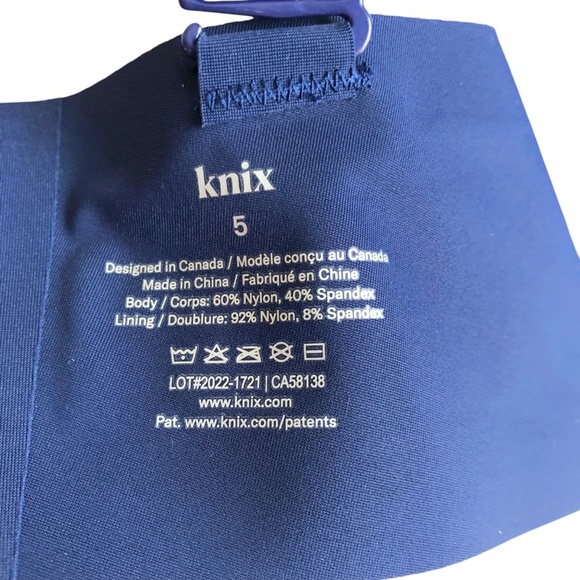 knix
5
Designed in Canada / Modèle conçu au Canada
Made in China / Fabriqué en Chine
Body / Corps: 60% Nylon, 40% Spandex
Lining / Doublure: 92% Nylon, 8% Spandex
LOT#2022-1721 | CA58138
www.knix.com
Pat. www.knix.com/patents